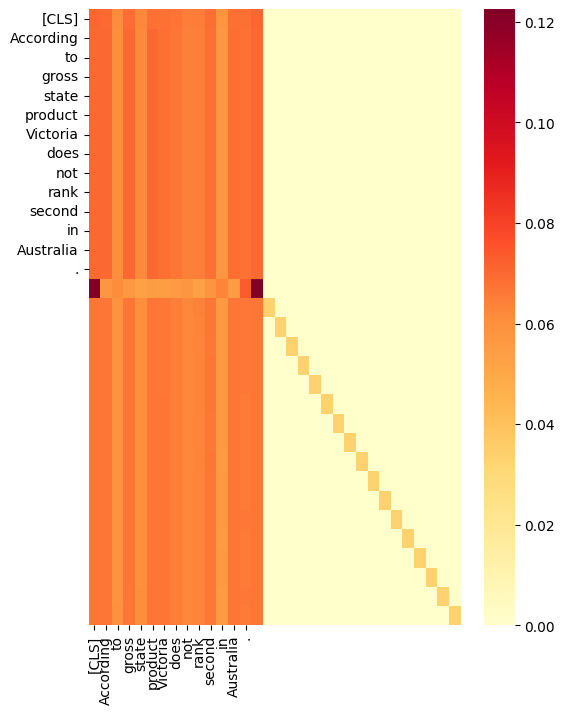 [CLS]
According
to
gross
state
product
Victoria
does
not
rank
second
in
Australia
.
0.12
0.10
0.08
0.06
0.04
0.02
0.00
[CLS]
According
to
gross
state
product
Victoria
does
not
rank
second
in
Australia
.